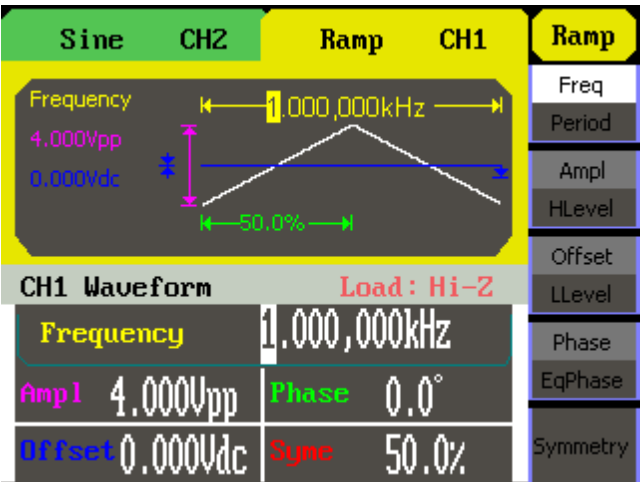 Sine CH2 Ramp CH1 Ramp
Frequency 1.000,000kHz
4.000Vpp
0.000Vdc
50.0%
CH1 Waveform Load: Hi-Z
Frequency 1.000,000kHz
Ampl 4.000Vpp Phase 0.0°
Offset 0.000Vdc Syme 50.0%
Freq
Period
Ampl
HLevel
Offset
LLevel
Phase
EqPhase
Symmetry